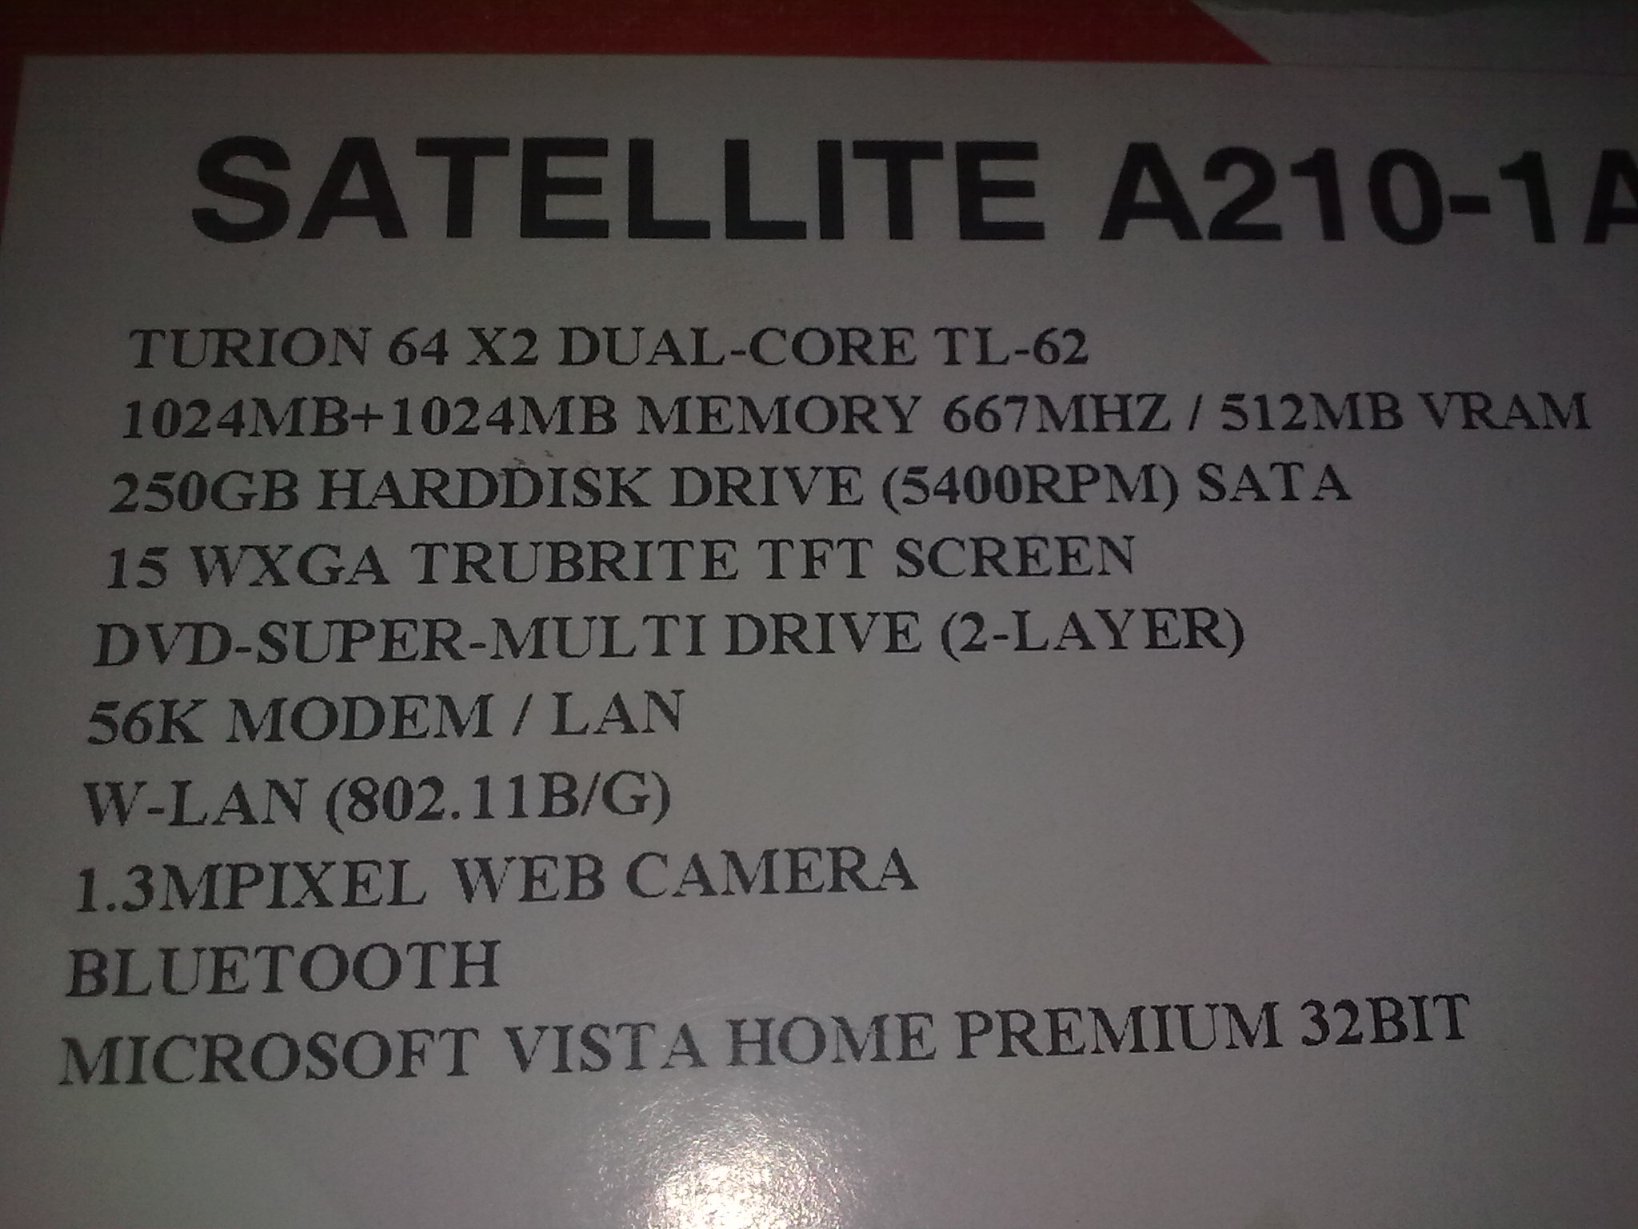 SATELLITE A210-1A
TURION 64 X2 DUAL-CORE TL-62
1024MB+1024MB MEMORY 667MHZ / 512MB VRAM
250GB HARDDISK DRIVE (5400RPM) SATA
15 WXGA TRUBRITE TFT SCREEN
DVD-SUPER-MULTI DRIVE (2-LAYER)
56K MODEM / LAN
W-LAN (802.11B/G)
1.3MPIXEL WEB CAMERA
BLUETOOTH
MICROSOFT VISTA HOME PREMIUM 32BIT